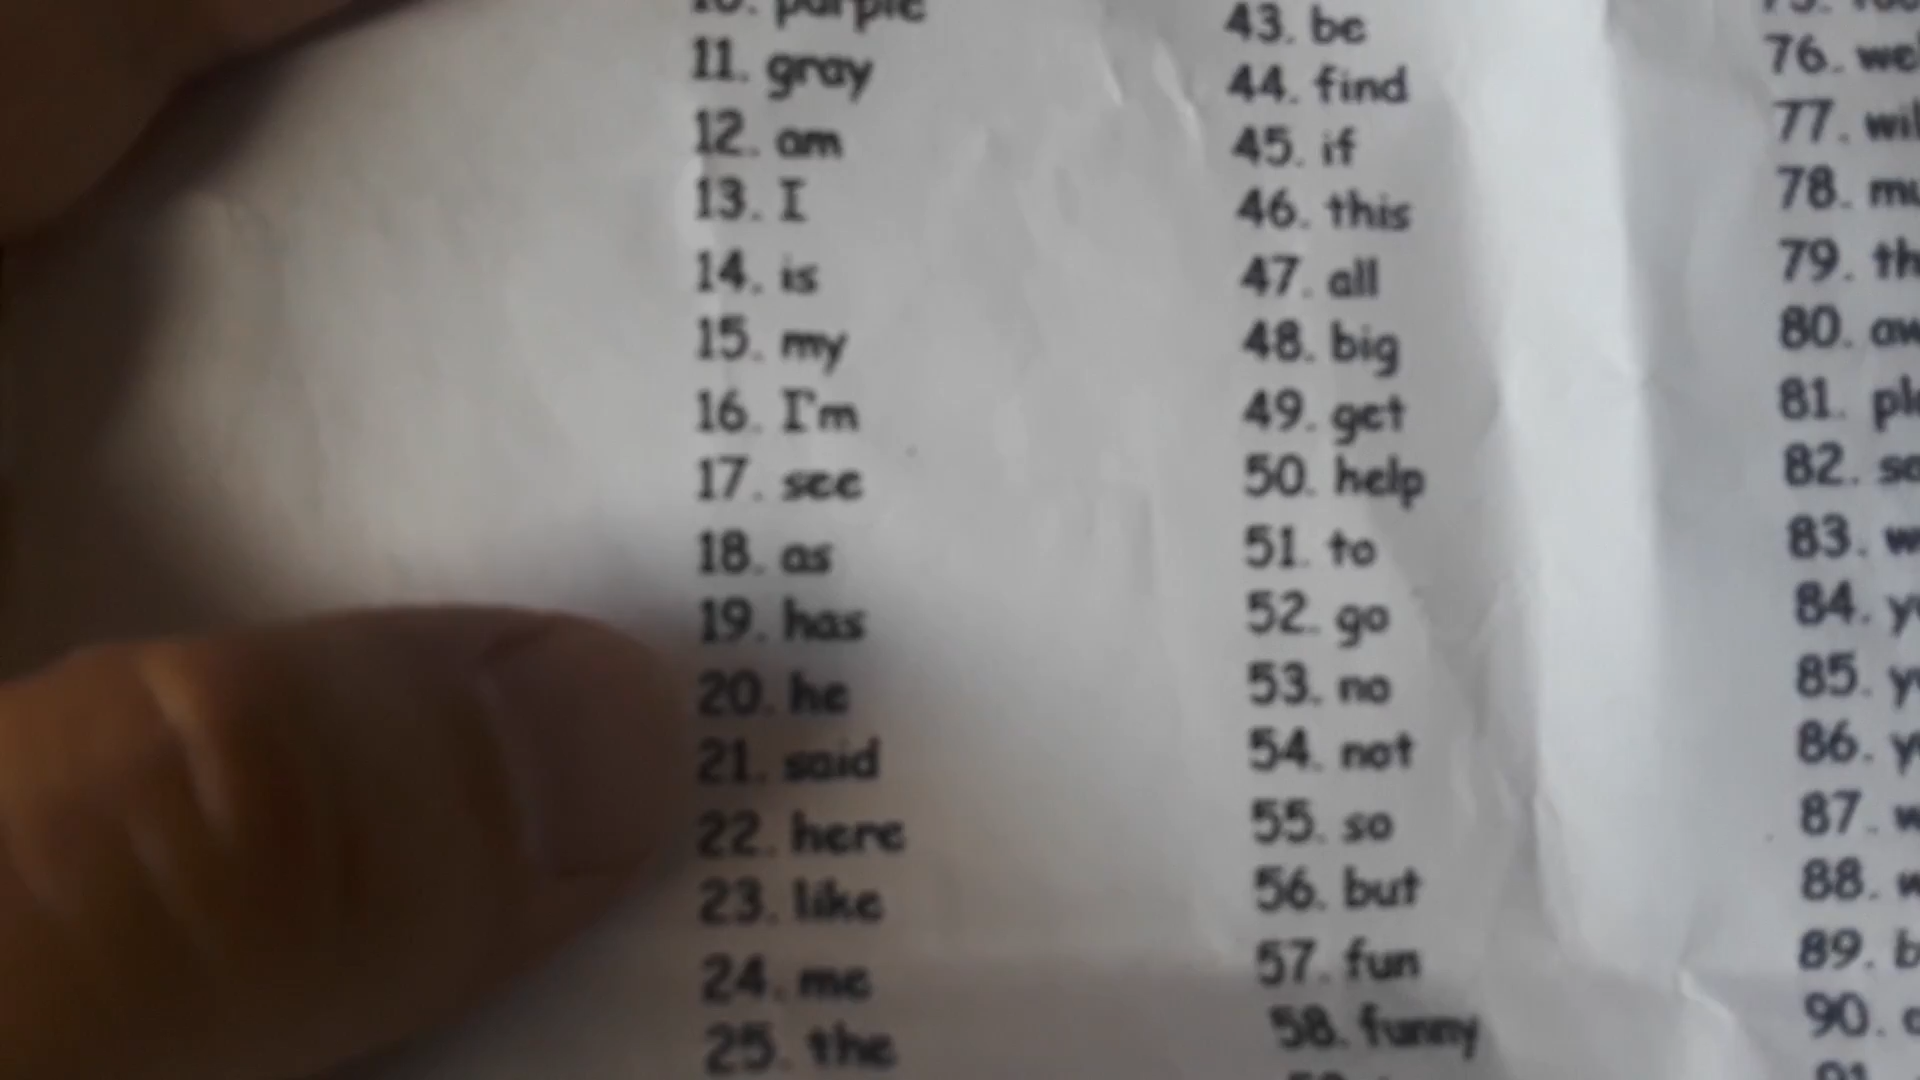 10. purple
11. gray
12. am
13. I
14. is
15. my
16. I'm
17. see
18. as
19. has
20. he
21. said
22. here
23. like
24. me
25. the
43. be
44. find
45. if
46. this
47. all
48. big
49. get
50. help
51. to
52. go
53. no
54. not
55. so
56. but
57. fun
58. funny
76.
77.
78.
79.
80.
81.
82.
83.
84.
85.
86.
87.
88.
89.
90.